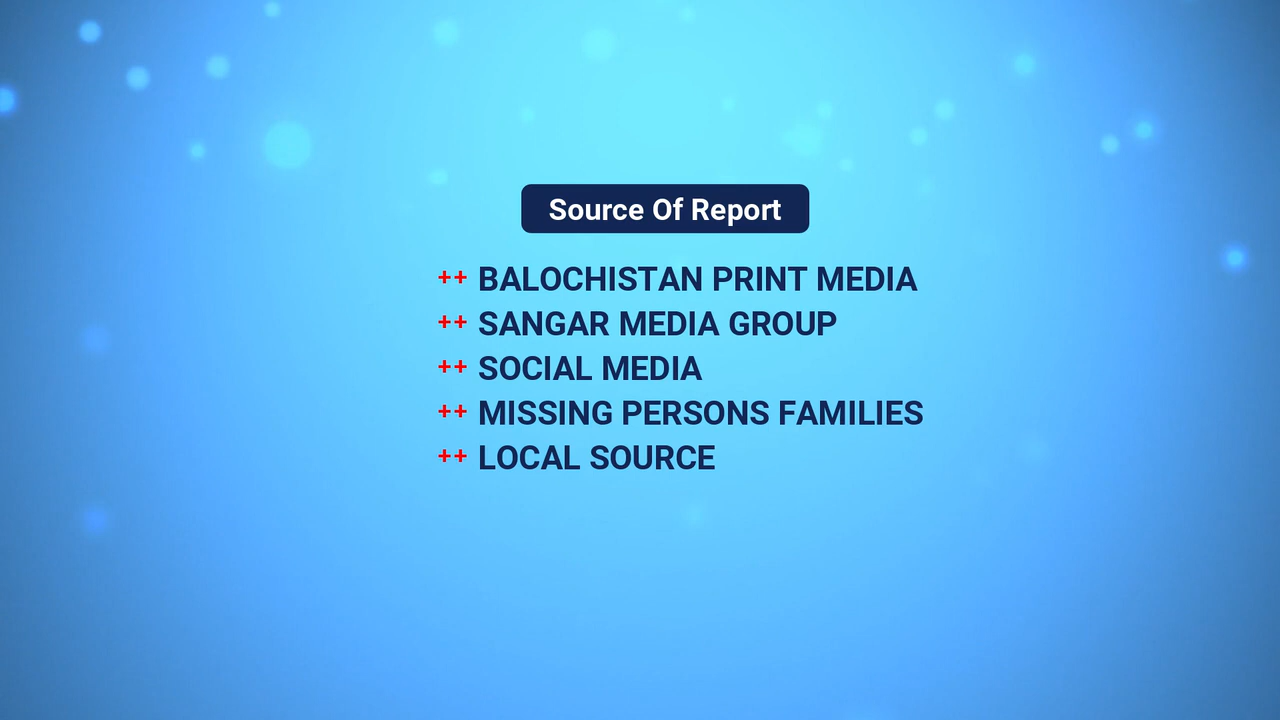 Source Of Report
++ BALOCHISTAN PRINT MEDIA
++ SANGAR MEDIA GROUP
++ SOCIAL MEDIA
++ MISSING PERSONS FAMILIES
++ LOCAL SOURCE